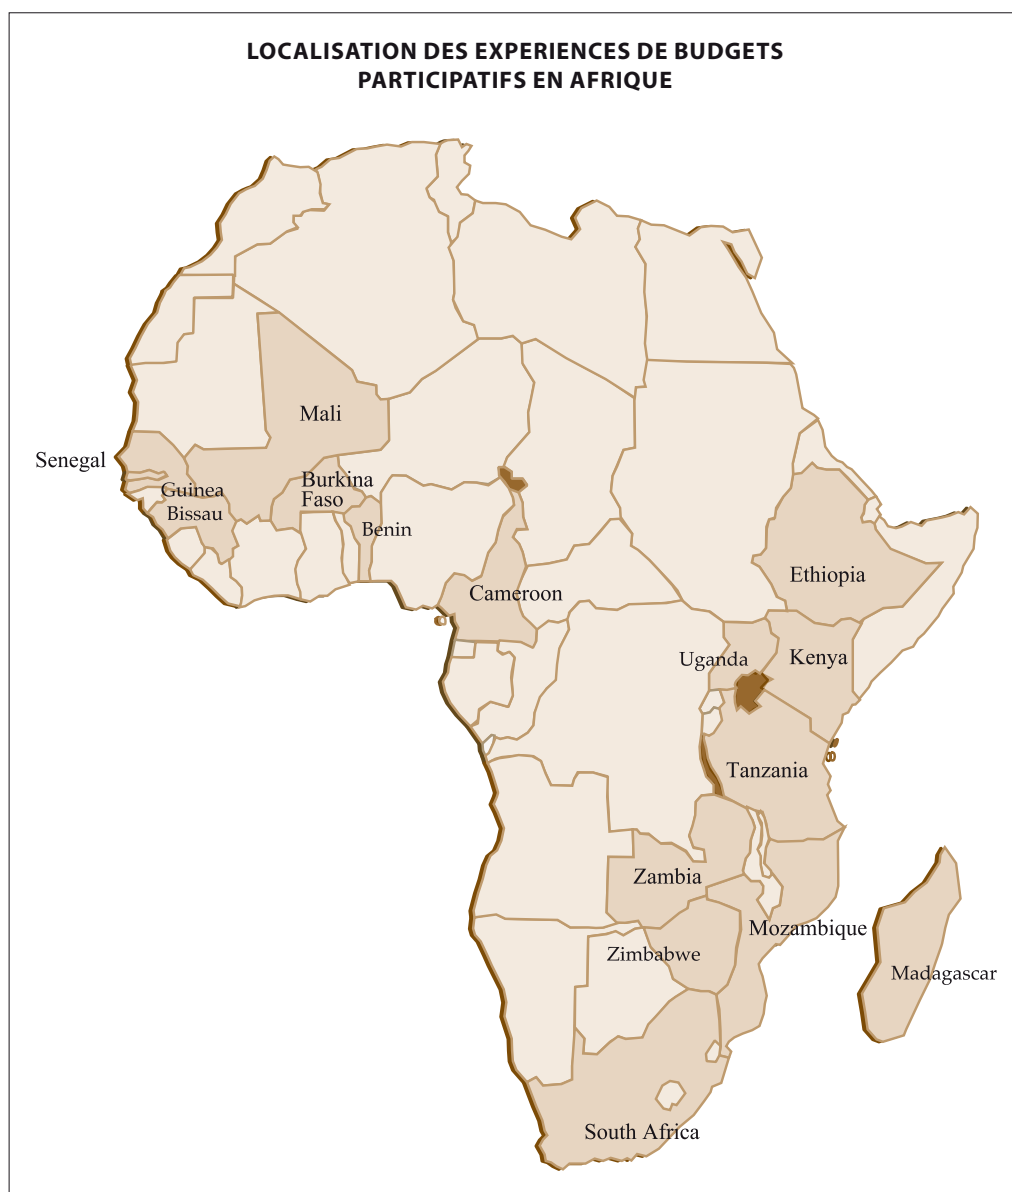 LOCALISATION DES EXPERIENCES DE BUDGETS
PARTICIPATIFS EN AFRIQUE
Mali
Senegal
Burkina
Faso
Guinea
Bissau
Benin
Ethiopia
Cameroon
Uganda
Kenya
Tanzania
Zambia
Mozambique
Zimbabwe
Madagascar
South Africa